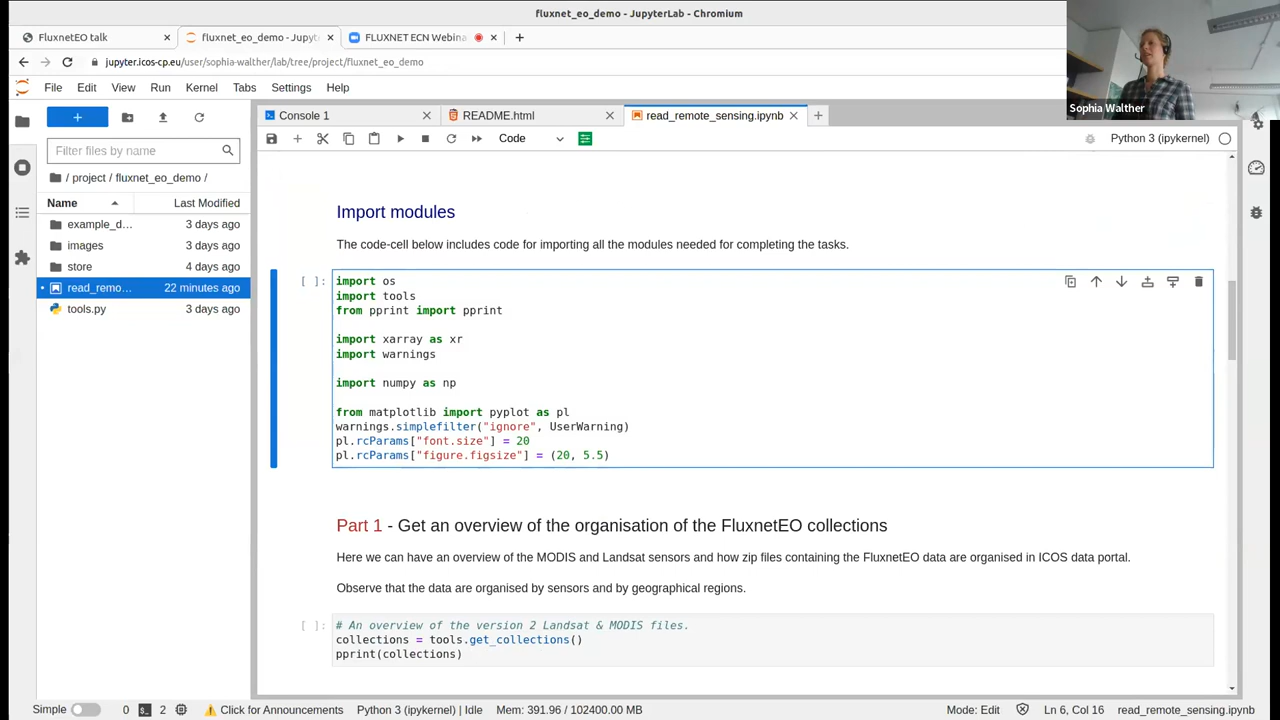 fluxnet_eo_demo - JupyterLab - Chromium
FluxnetEO talk
fluxnet_eo_demo - Jupyte
FLUXNET ECN Webina
jupyter.icos-cp.eu/user/sophia-walther/lab/tree/project/fluxnet_eo_demo
Sophia Walther
File Edit View Run Kernel Tabs Settings Help
Console 1
README.html
read_remote_sensing.ipynb
Filter files by name
Code
Python 3 (ipykernel)
/ project / fluxnet_eo_demo /
Name Last Modified
example_d... 3 days ago
images 3 days ago
store 4 days ago
read_remo... 22 minutes ago
tools.py 3 days ago
Import modules
The code-cell below includes code for importing all the modules needed for completing the tasks.
[ ]:
import os
import tools
from pprint import pprint
import xarray as xr
import warnings
import numpy as np
from matplotlib import pyplot as pl
warnings.simplefilter("ignore", UserWarning)
pl.rcParams["font.size"] = 20
pl.rcParams["figure.figsize"] = (20, 5.5)
Part 1 - Get an overview of the organisation of the FluxnetEO collections
Here we can have an overview of the MODIS and Landsat sensors and how zip files containing the FluxnetEO data are organised in ICOS data portal.
Observe that the data are organised by sensors and by geographical regions.
[ ]:
# An overview of the version 2 Landsat & MODIS files.
collections = tools.get_collections()
pprint(collections)
Simple 0 2 Click for Announcements Python 3 (ipykernel) | Idle Mem: 391.96 / 102400.00 MB Mode: Edit Ln 6, Col 16 read_remote_sensing.ipynb